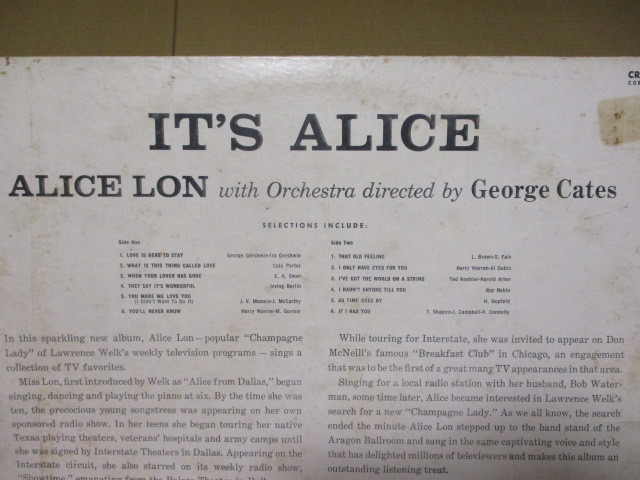 CR
COR
IT'S ALICE
ALICE LON with Orchestra directed by George Cates
SELECTIONS INCLUDE:
Side One
1. LOVE IS HERE TO STAY George Gershwin-Ira Gershwin
2. WHAT IS THIS THING CALLED LOVE Cole Porter
3. WHEN YOUR LOVER HAS GONE E. A. Swan
4. THEY SAY IT'S WONDERFUL Irving Berlin
5. YOU MADE ME LOVE YOU
(I Didn't Want To Do It) J. V. Monaco-J. McCarthy
6. YOU'LL NEVER KNOW Harry Warren-M. Gordon
Side Two
1. THAT OLD FEELING L. Brown-S. Fain
2. I ONLY HAVE EYES FOR YOU Harry Warren-Al Dubin
3. I'VE GOT THE WORLD ON A STRING Ted Koehler-Harold Arlen
4. I HADN'T ANYONE TILL YOU Ray Noble
5. AS TIME GOES BY H. Hupfeld
6. IF I HAD YOU T. Shapiro-J. Campbell-R. Connelly
In this sparkling new album, Alice Lon – popular "Champagne
Lady" of Lawrence Welk's weekly television programs – sings a
collection of TV favorites.
Miss Lon, first introduced by Welk as "Alice from Dallas," began
singing, dancing and playing the piano at six. By the time she was
ten, the precocious young songstress was appearing on her own
sponsored radio show. In her teens she began touring her native
Texas playing theaters, veterans' hospitals and army camps until
she was signed by Interstate Theaters in Dallas. Appearing on the
Interstate circuit, she also starred on its weekly radio show,
"Showtime," emanating from the Palace Theater in
While touring for Interstate, she was invited to appear on Don
McNeill's famous "Breakfast Club" in Chicago, an engagement
that was to be the first of a great many TV appearances in that area.
Singing for a local radio station with her husband, Bob Water-
man, some time later, Alice became interested in Lawrence Welk's
search for a new "Champagne Lady." As we all know, the search
ended the minute Alice Lon stepped up to the band stand of the
Aragon Ballroom and sang in the same captivating voice and style
that has delighted millions of televiewers and makes this album an
outstanding listening treat.